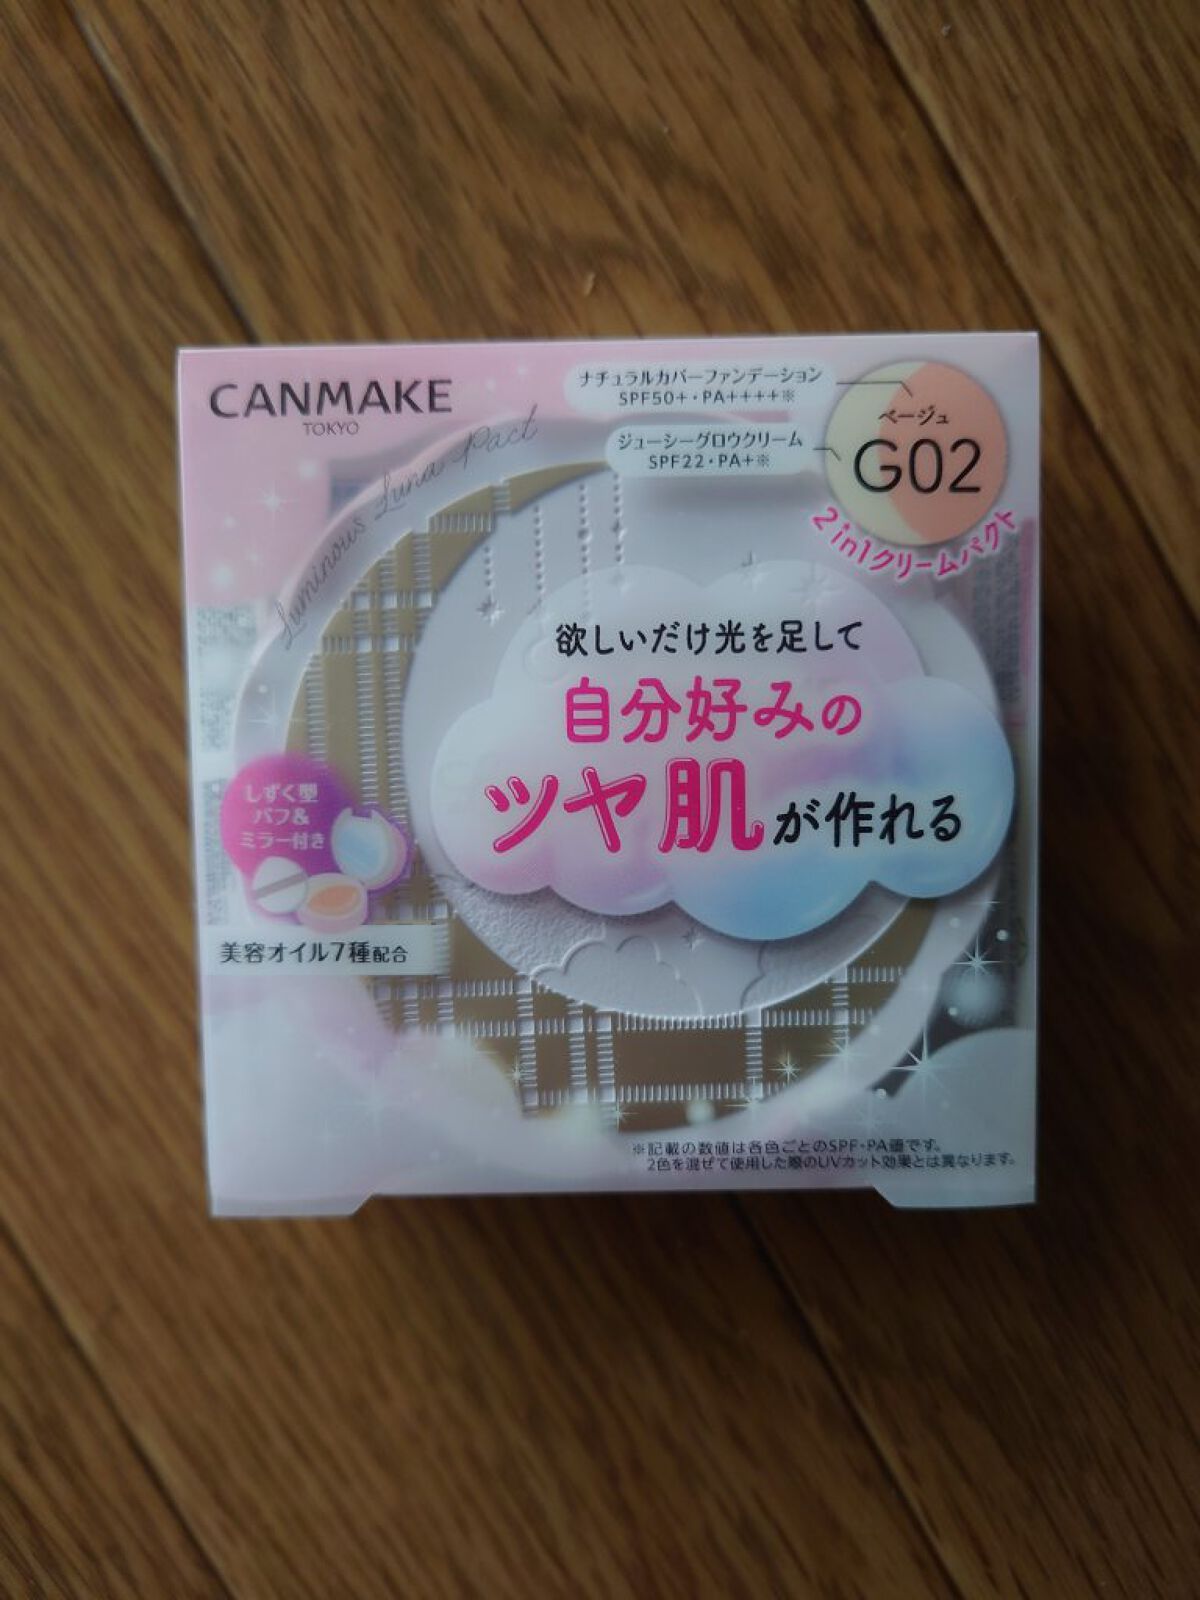 CANMAKE
TOKYO
Luminous Luna Pact
ナチュラルカバーファンデーション
SPF50+・PA++++※
ジューシーグロウクリーム
SPF22・PA+※
ベージュ
G02
2in1クリームパクト
欲しいだけ光を足して
自分好みの
ツヤ肌が作れる
しずく型
パフ&
ミラー付き
美容オイル7種配合
※記載の数値は各色ごとのSPF・PA値です。
2色を混ぜて使用した際のUVカット効果とは異なります。